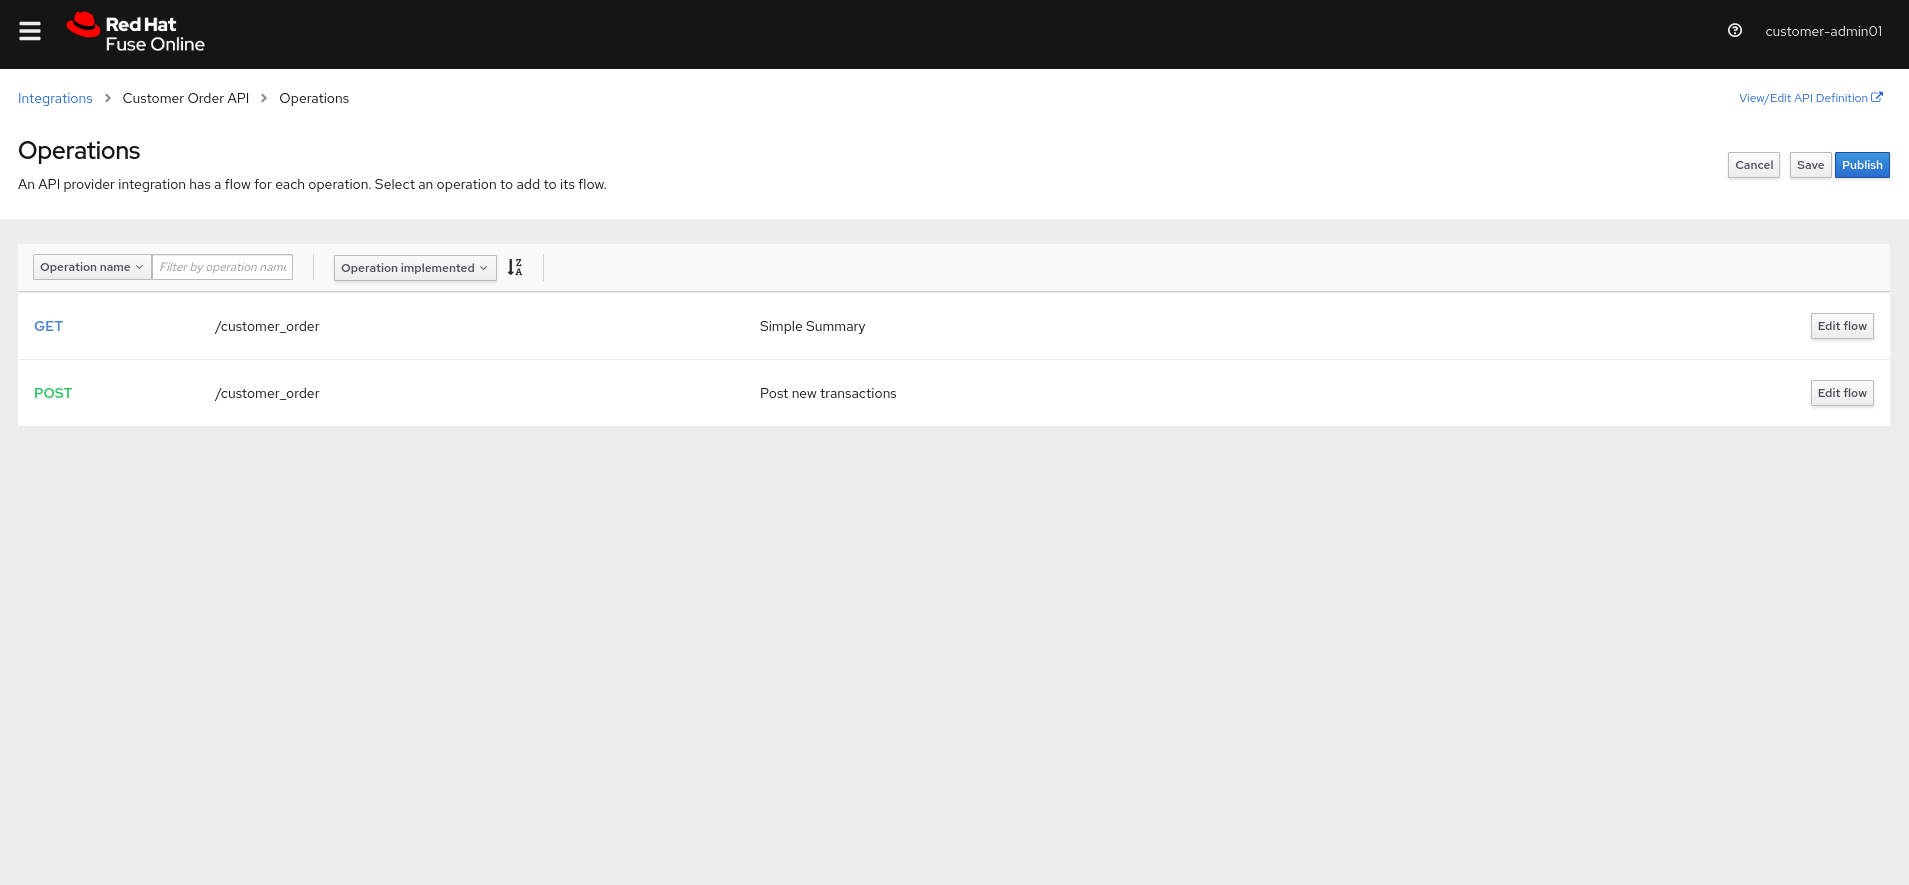 Red Hat
Fuse Online
customer-admin01
Integrations > Customer Order API > Operations
View/Edit API Definition
Operations
An API provider integration has a flow for each operation. Select an operation to add to its flow.
Cancel Save Publish
Operation name Filter by operation name Operation implemented
GET /customer_order Simple Summary Edit flow
POST /customer_order Post new transactions Edit flow